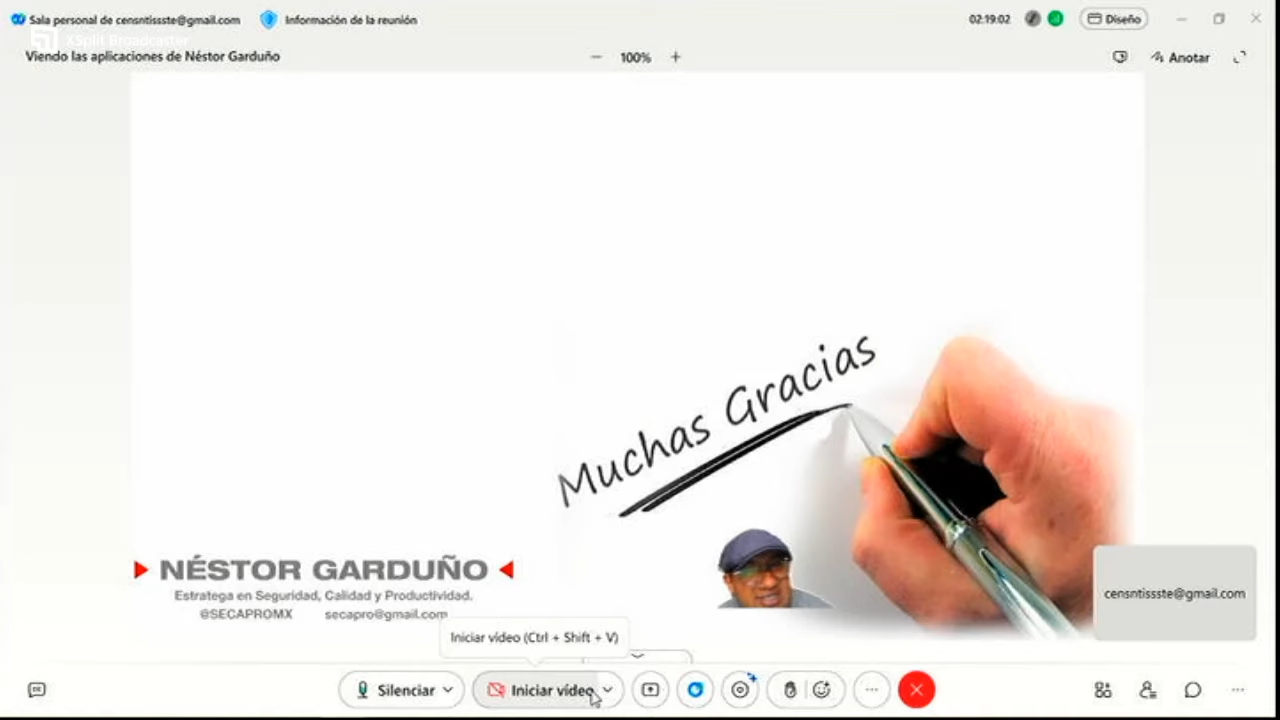 Sala personal de censntissste@gmail.com
Información de la reunión
02:19:02
Diseño
XSplit Broadcaster
Viendo las aplicaciones de Néstor Garduño
100%
Anotar
Muchas Gracias
NÉSTOR GARDUÑO
Estratega en Seguridad, Calidad y Productividad.
@SECAPROMX secapro@gmail.com
censntissste@gmail.com
Iniciar vídeo (Ctrl + Shift + V)
Silenciar
Iniciar vídeo